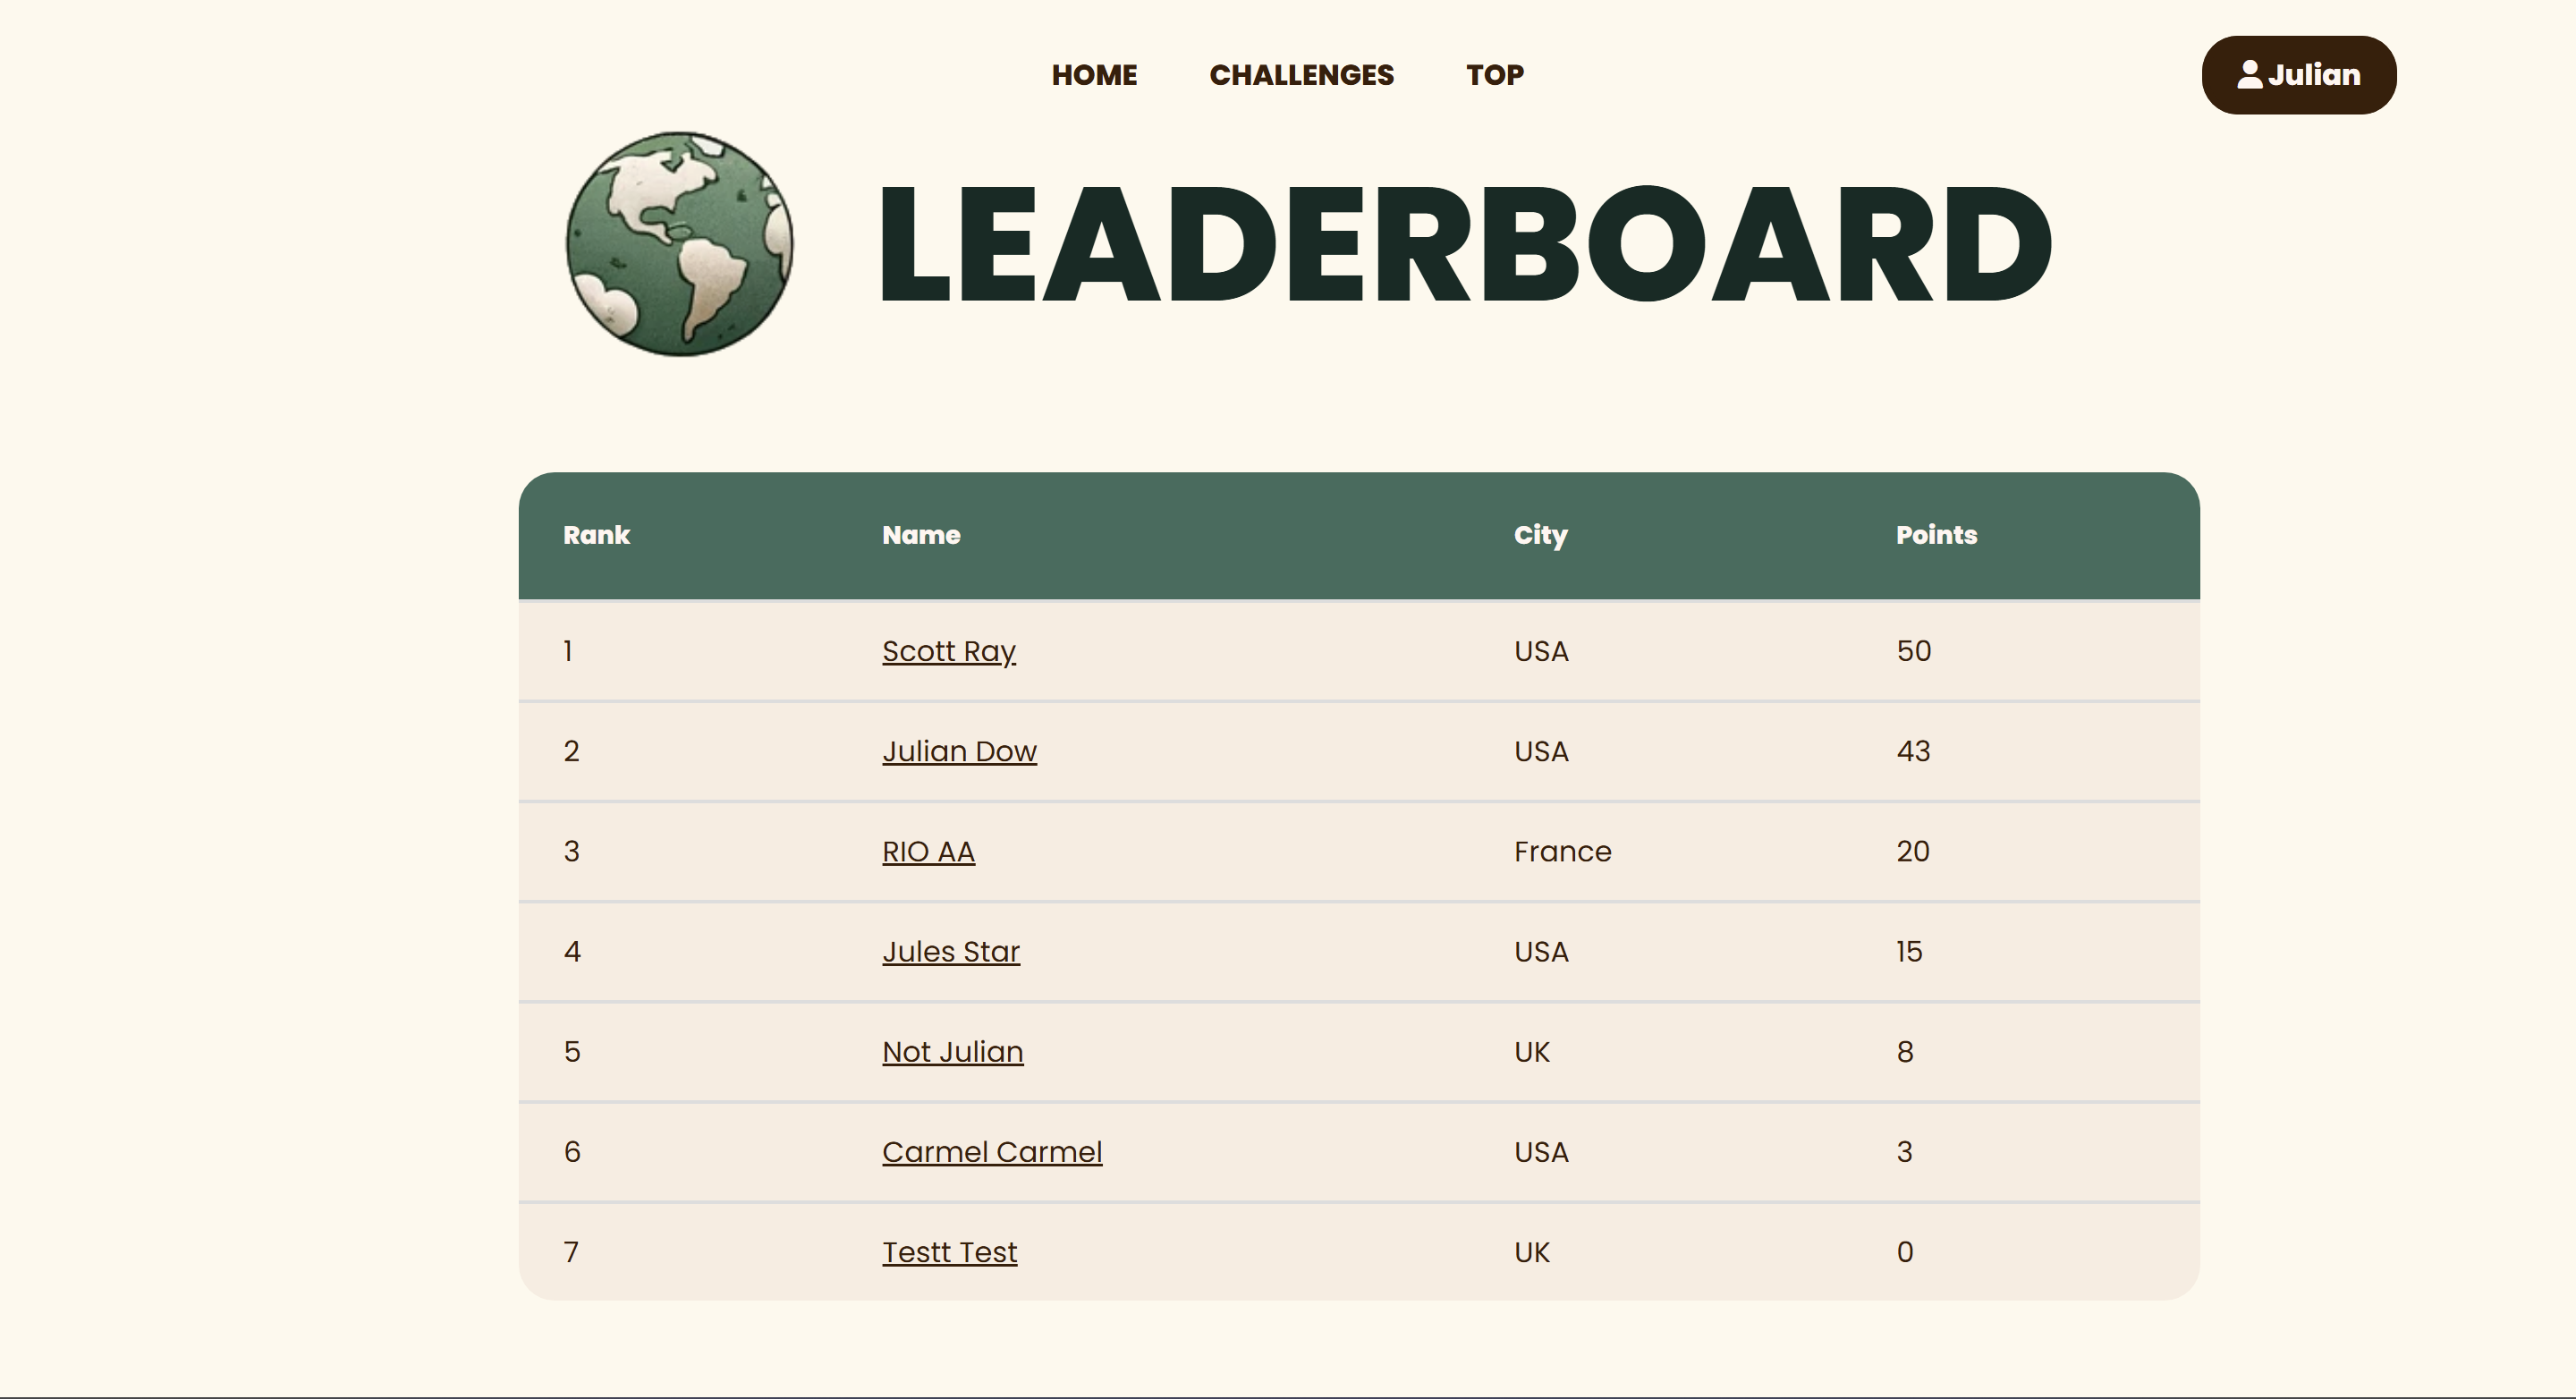 HOME CHALLENGES TOP Julian
LEADERBOARD
Rank Name City Points
1 Scott Ray USA 50
2 Julian Dow USA 43
3 RIO AA France 20
4 Jules Star USA 15
5 Not Julian UK 8
6 Carmel Carmel USA 3
7 Testt Test UK 0